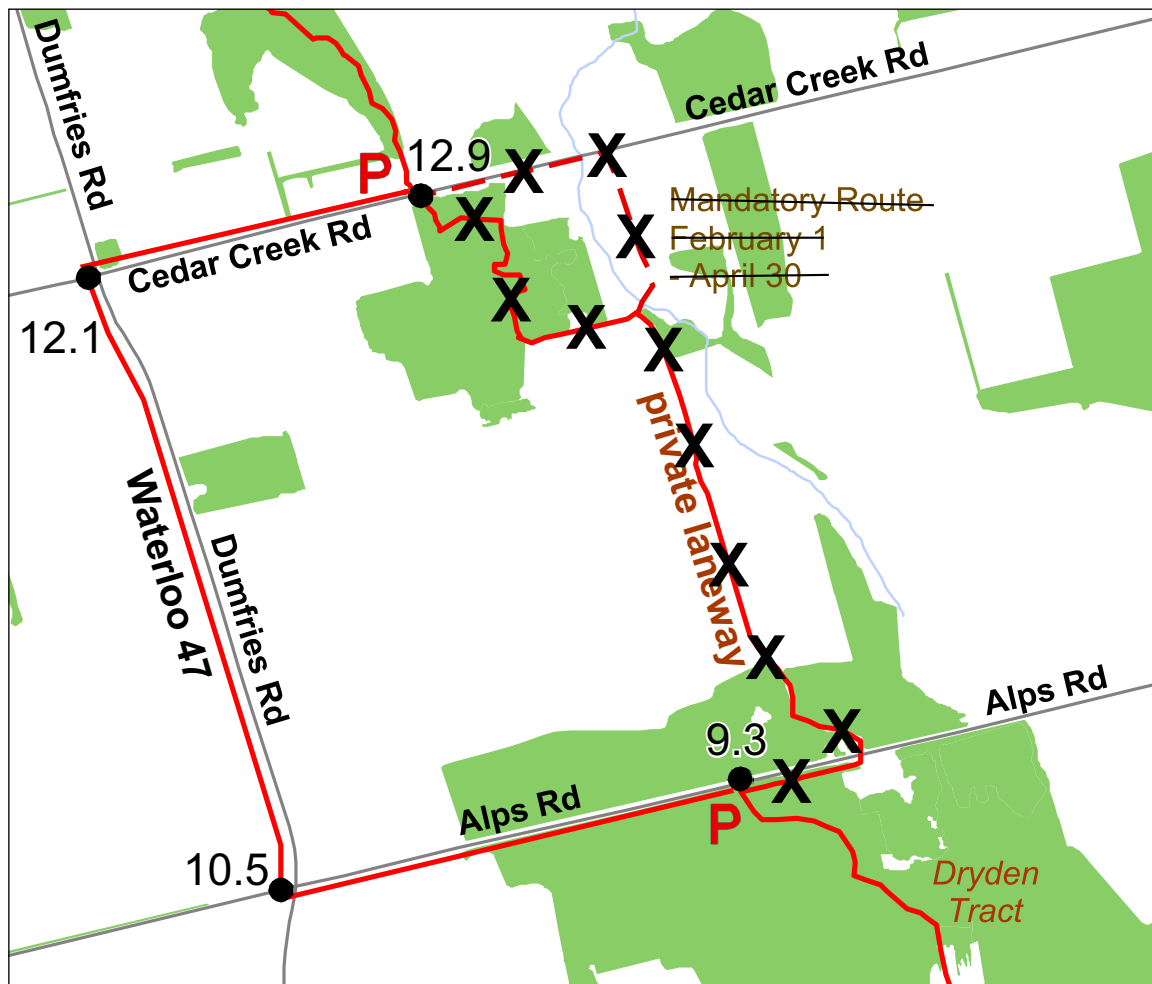 Dumfries Rd
Cedar Creek Rd
P
12.9
X
X
Mandatory Route
February 1
- April 30
X
X
Cedar Creek Rd
12.1
X
X
X
private laneway
X
Waterloo 47
Dumfries Rd
X
X
Alps Rd
9.3
X
X
Alps Rd
P
10.5
Dryden
Tract